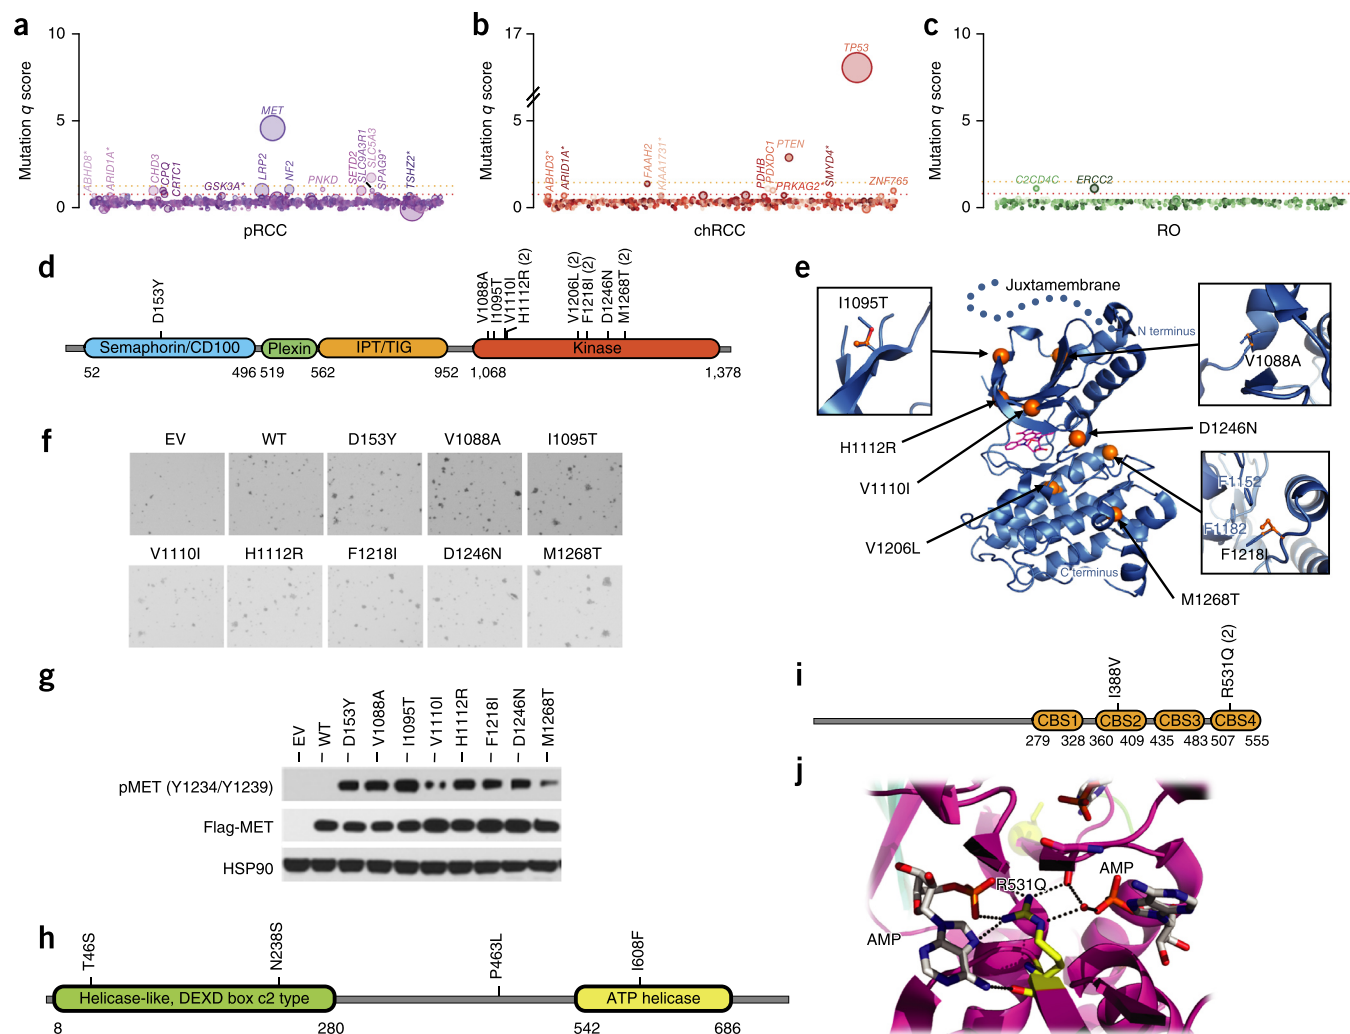 a
10
5
0
Mutation q score
ABHD8*
ARID1A*
CHD3
CPQ
CRTC1
GSK3A*
MET
LRP2
NF2
PNKD
SETD2
SLC9A3R1
SLC5A3
SPAG9*
TSHZ2*
pRCC
b
17
5
0
Mutation q score
ABHD3*
ARID1A*
FAAH2
KIAA1731*
PDHB
PDXDC1
PTEN
PRKAG2*
SMYD4*
TP53
ZNF765
chRCC
c
10
5
0
Mutation q score
C2CD4C
ERCC2
RO
d
D153Y
V1088A
I1095T
V1110I
H1112R (2)
V1206L (2)
F1218I (2)
D1246N
M1268T (2)
Semaphorin/CD100
Plexin
IPT/TIG
Kinase
52 496 519 562 952 1,068 1,378
e
I1095T
Juxtamembrane
N terminus
V1088A
H1112R
D1246N
V1110I
F1152
F1182
F1218I
V1206L
C terminus
M1268T
f
EV WT D153Y V1088A I1095T
V1110I H1112R F1218I D1246N M1268T
g
EV
WT
D153Y
V1088A
I1095T
V1110I
H1112R
F1218I
D1246N
M1268T
pMET (Y1234/Y1239)
Flag-MET
HSP90
h
T46S
N238S
P463L
I608F
Helicase-like, DEXD box c2 type
ATP helicase
8 280 542 686
i
I388V
R531Q (2)
CBS1 CBS2 CBS3 CBS4
279 328 360 409 435 483 507 555
j
R531Q
AMP
AMP